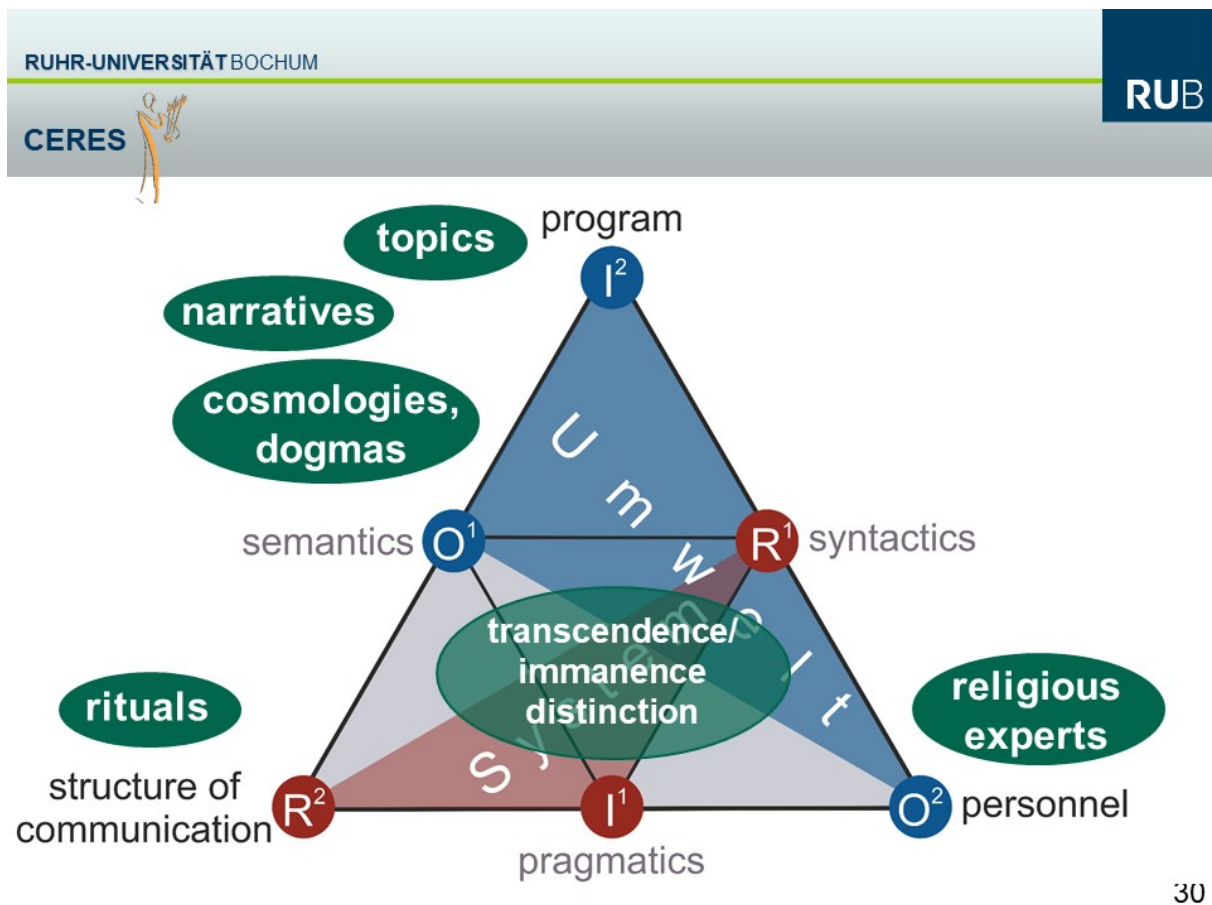 RUHR-UNIVERSITÄT BOCHUM
RUB
CERES
topics
program
I²
narratives
cosmologies,
dogmas
Umwelt
semantics
O¹
R¹
syntactics
transcendence/
immanence
distinction
System
rituals
religious
experts
structure of
communication
R²
I¹
O²
personnel
pragmatics
30